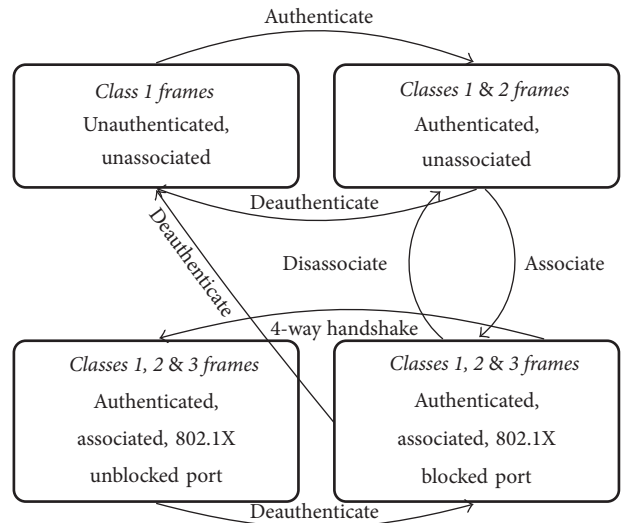 Authenticate
Class 1 frames
Unauthenticated,
unassociated
Classes 1 & 2 frames
Authenticated,
unassociated
Deauthenticate
Deauthenticate
Disassociate
Associate
4-way handshake
Classes 1, 2 & 3 frames
Authenticated,
associated, 802.1X
unblocked port
Classes 1, 2 & 3 frames
Authenticated,
associated, 802.1X
blocked port
Deauthenticate